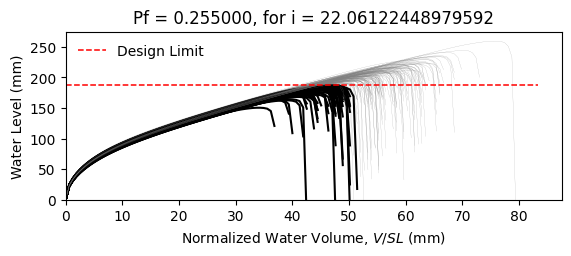 Pf = 0.255000, for i = 22.06122448979592
Design Limit
Water Level (mm)
250
200
150
100
50
0
0 10 20 30 40 50 60 70 80
Normalized Water Volume, V/SL (mm)